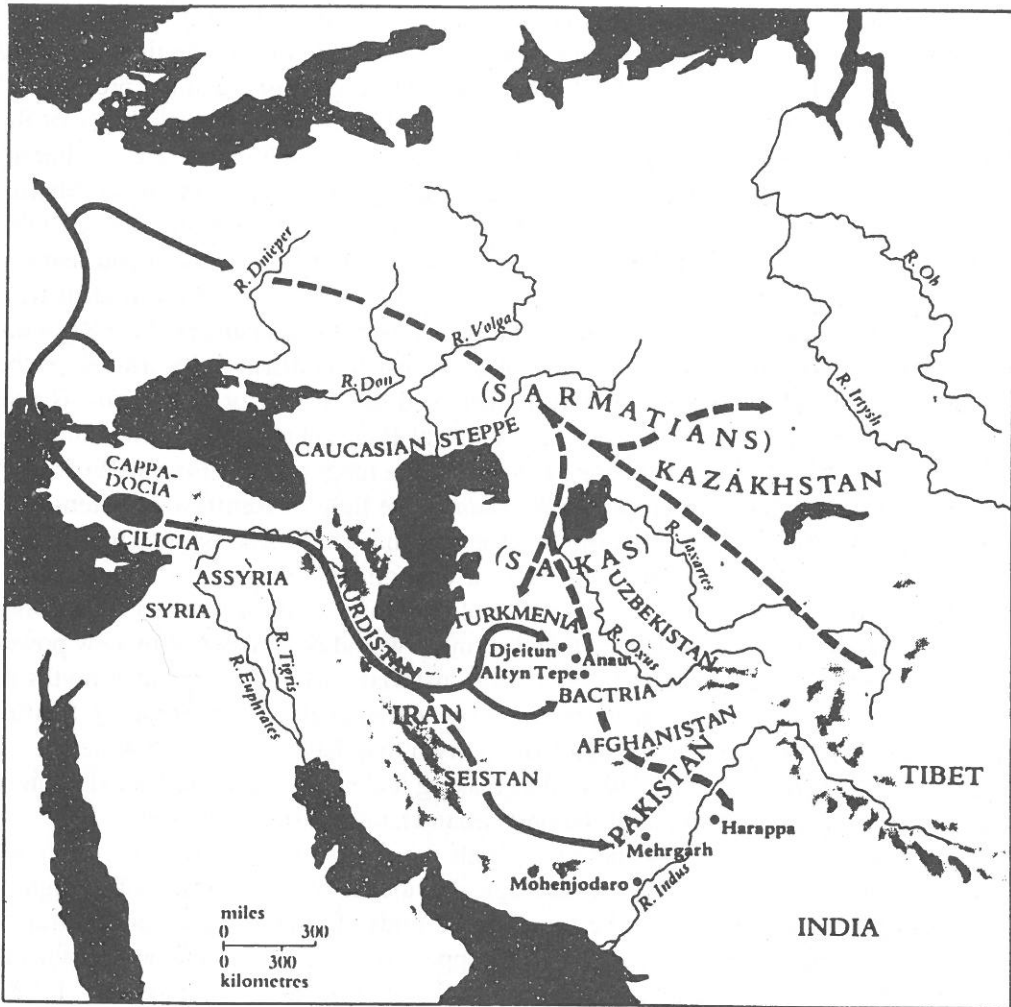 R. Dnieper
R. Ob
R. Volga
R. Don
R. Irtysh
(SARMATIANS)
CAUCASIAN STEPPE
KAZAKHSTAN
CAPPA-
DOCIA
CILICIA
R. Jaxartes
(SAKAS)
ASSYRIA
KURDISTAN
UZBEKISTAN
SYRIA
TURKMENIA
R. Oxus
R. Tigris
Djeitun
Anau
Altyn Tepe
R. Euphrates
BACTRIA
IRAN
AFGHANISTAN
SEISTAN
PAKISTAN
TIBET
Harappa
Mehrgarh
Mohenjodaro
R. Indus
miles
0 300
0 300
kilometres
INDIA